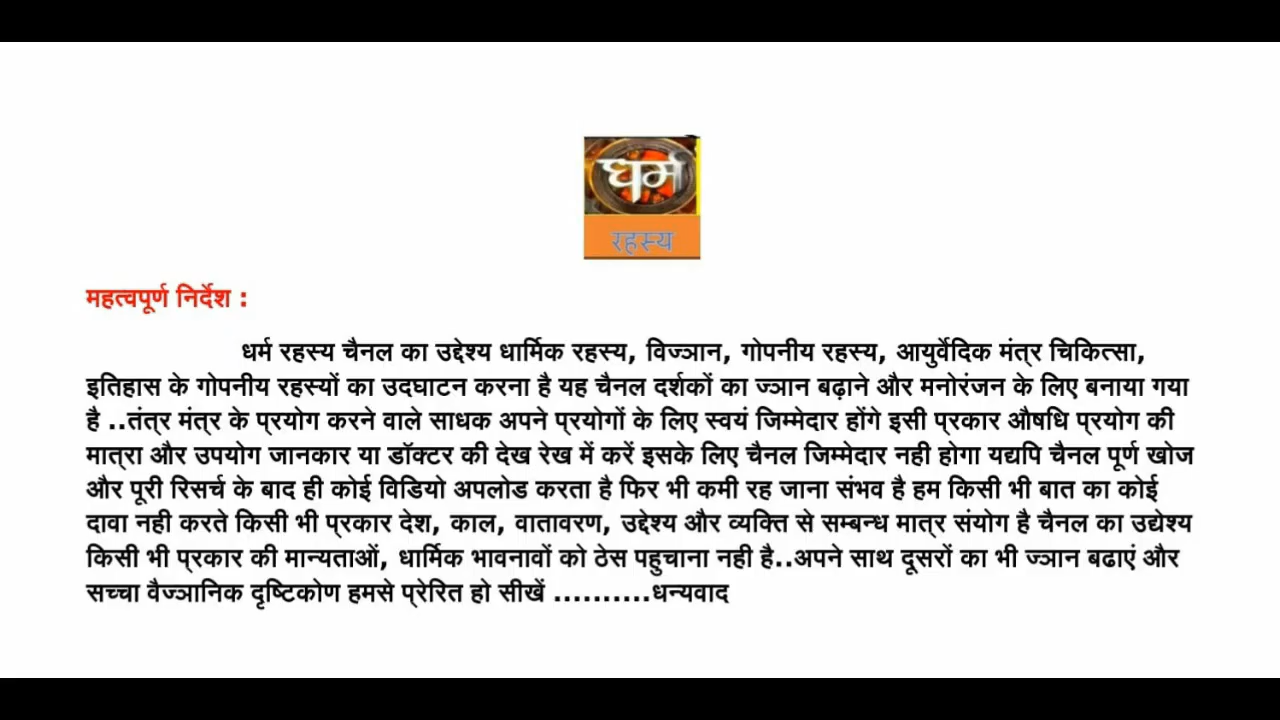 धर्म
रहस्य
महत्वपूर्ण निर्देश :
धर्म रहस्य चैनल का उद्देश्य धार्मिक रहस्य, विज्ञान, गोपनीय रहस्य, आयुर्वेदिक मंत्र चिकित्सा,
इतिहास के गोपनीय रहस्यों का उदघाटन करना है यह चैनल दर्शकों का ज्ञान बढ़ाने और मनोरंजन के लिए बनाया गया
है ..तंत्र मंत्र के प्रयोग करने वाले साधक अपने प्रयोगों के लिए स्वयं जिम्मेदार होंगे इसी प्रकार औषधि प्रयोग की
मात्रा और उपयोग जानकार या डॉक्टर की देख रेख में करें इसके लिए चैनल जिम्मेदार नही होगा यद्यपि चैनल पूर्ण खोज
और पूरी रिसर्च के बाद ही कोई विडियो अपलोड करता है फिर भी कमी रह जाना संभव है हम किसी भी बात का कोई
दावा नही करते किसी भी प्रकार देश, काल, वातावरण, उद्देश्य और व्यक्ति से सम्बन्ध मात्र संयोग है चैनल का उद्येश्य
किसी भी प्रकार की मान्यताओं, धार्मिक भावनावों को ठेस पहुचाना नही है..अपने साथ दूसरों का भी ज्ञान बढाएं और
सच्चा वैज्ञानिक दृष्टिकोण हमसे प्रेरित हो सीखें ..........धन्यवाद